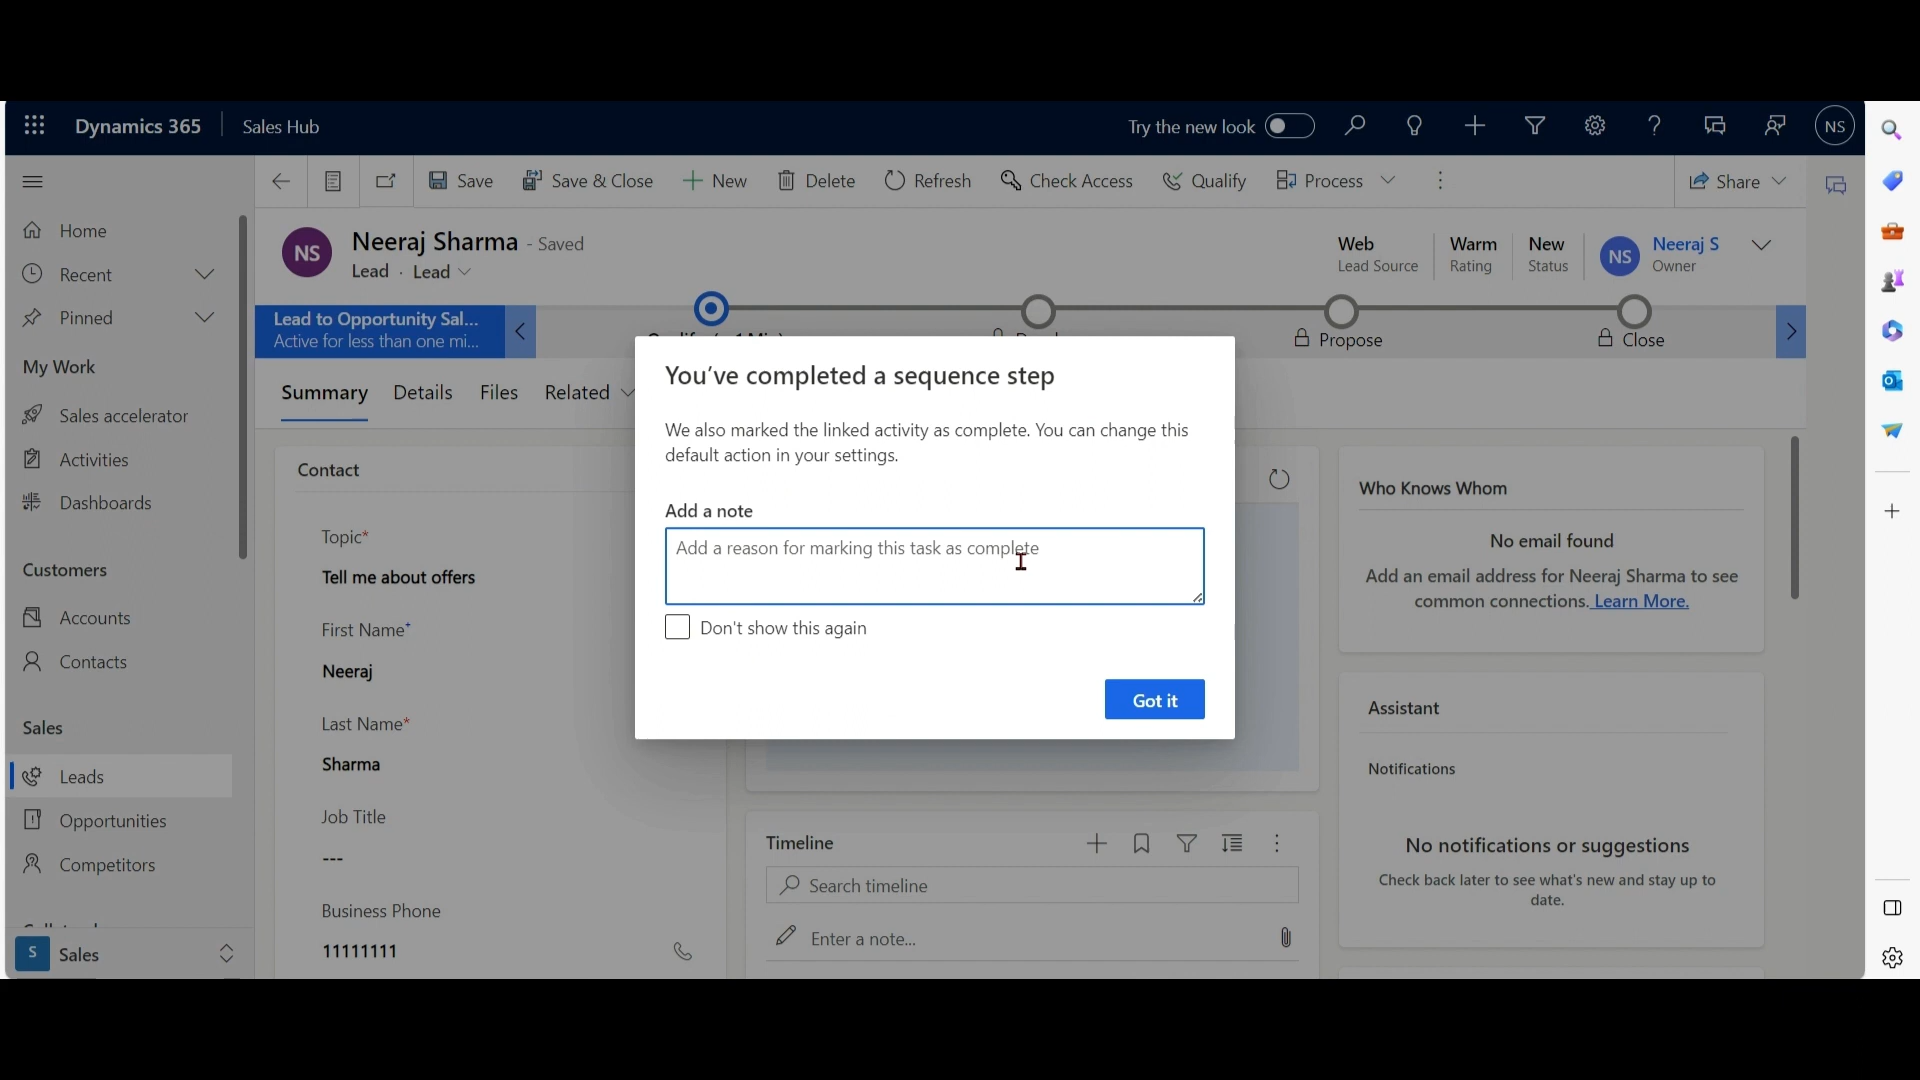 Dynamics 365
Sales Hub
Try the new look
NS
Save
Save & Close
New
Delete
Refresh
Check Access
Qualify
Process
Share
Home
Recent
Pinned
My Work
Sales accelerator
Activities
Dashboards
Customers
Accounts
Contacts
Sales
Leads
Opportunities
Competitors
S
Sales
NS
Neeraj Sharma - Saved
Lead · Lead
Web
Lead Source
Warm
Rating
New
Status
NS
Neeraj S
Owner
Lead to Opportunity Sal...
Active for less than one mi...
Propose
Close
Summary
Details
Files
Related
Contact
Topic*
Tell me about offers
First Name+
Neeraj
Last Name*
Sharma
Job Title
---
Business Phone
11111111
You've completed a sequence step
We also marked the linked activity as complete. You can change this
default action in your settings.
Add a note
Add a reason for marking this task as complete
Don't show this again
Got it
Timeline
Search timeline
Enter a note...
Who Knows Whom
No email found
Add an email address for Neeraj Sharma to see
common connections. Learn More.
Assistant
Notifications
No notifications or suggestions
Check back later to see what's new and stay up to
date.